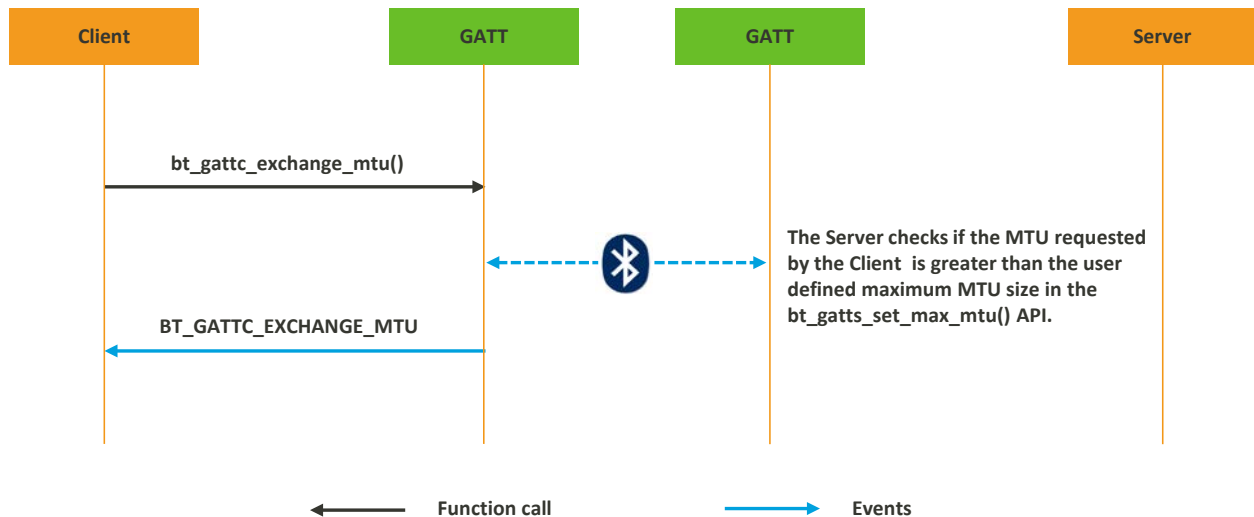 Client
GATT
GATT
Server
bt_gattc_exchange_mtu()
The Server checks if the MTU requested
by the Client is greater than the user
defined maximum MTU size in the
bt_gatts_set_max_mtu() API.
BT_GATTC_EXCHANGE_MTU
Function call
Events